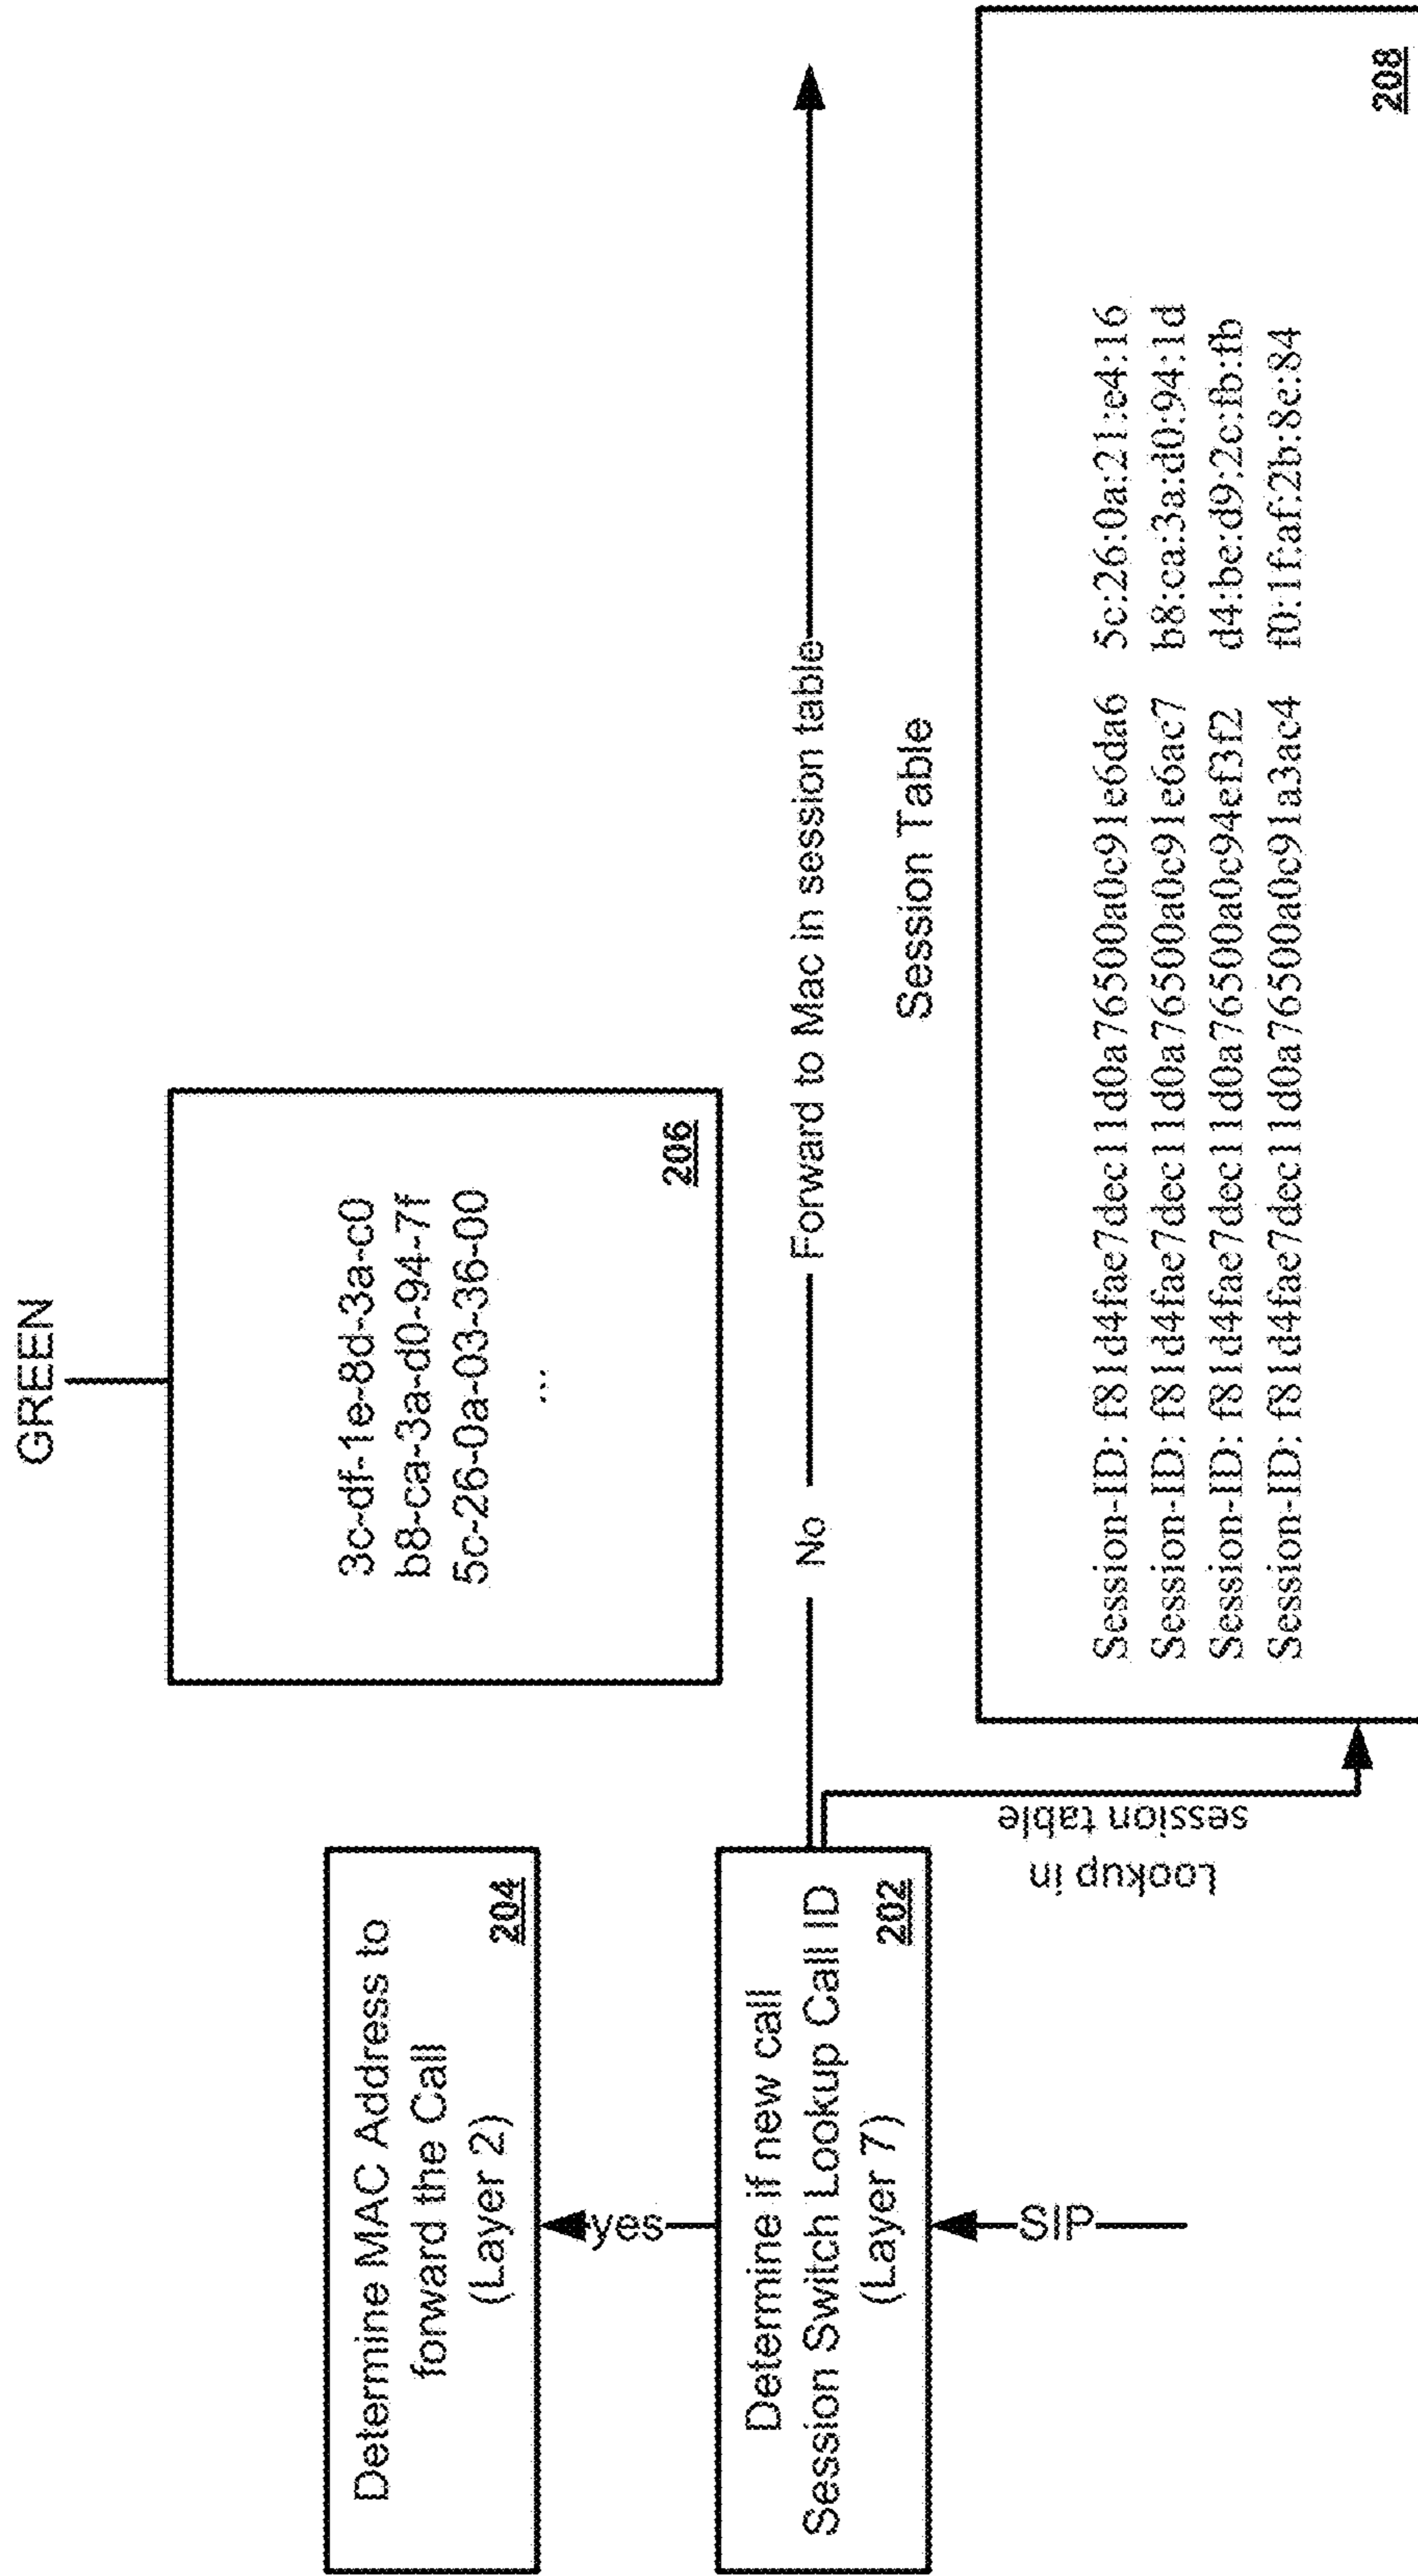 GREEN
3c-df-1e-8d-3a-c0
b8-ca-3a-d0-94-7f
5c-26-0a-03-36-00
...
206
Determine MAC Address to
forward the Call
(Layer 2)
204
yes
Determine if new call
Session Switch Lookup Call ID
(Layer 7)
202
SIP
No
Forward to Mac in session table
Lookup in
session table
Session Table
Session-ID: f81d4fae7dec11d0a76500a0c91e6da6 5c:26:0a:21:e4:16
Session-ID: f81d4fae7dec11d0a76500a0c91e6ac7 b8:ca:3a:d0:94:1d
Session-ID: f81d4fae7dec11d0a76500a0c94ef3f2 d4:be:d9:2c:fb:fb
Session-ID: f81d4fae7dec11d0a76500a0c91a3ac4 f0:1f:af:2b:8e:84
208